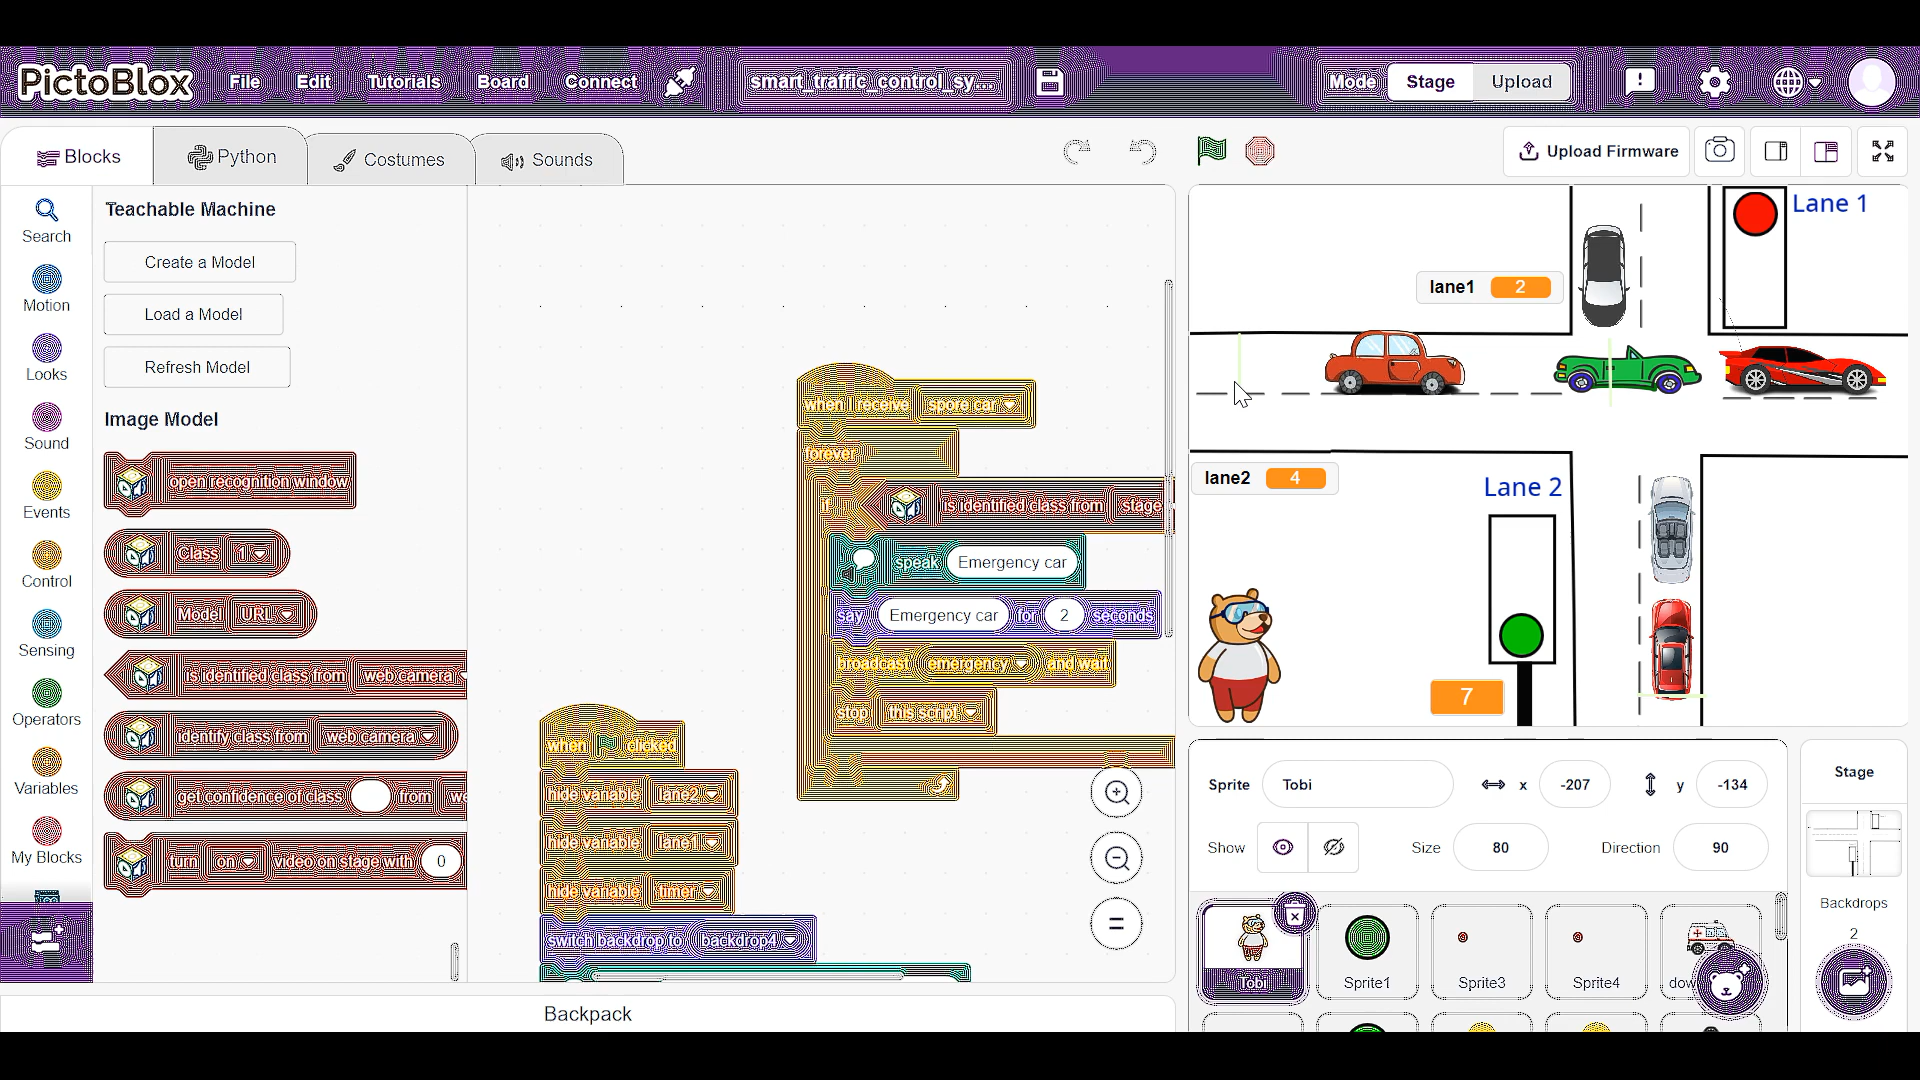 PictoBlox File Edit Tutorials Board Connect smart_traffic_control_sy... Mode Stage Upload
Blocks Python Costumes Sounds Upload Firmware
Search
Motion
Looks
Sound
Events
Control
Sensing
Operators
Variables
My Blocks
Teachable Machine
Create a Model
Load a Model
Refresh Model
Image Model
open recognition window
Class 1
Model URL
is identified class from web camera
identify class from web camera
get confidence of class from we
turn on video on stage with 0
when I receive spore car
forever
if is identified class from stage
speak Emergency car
say Emergency car for 2 seconds
broadcast emergency and wait
stop this script
when clicked
hide variable lane2
hide variable lane1
hide variable timer
switch backdrop to backdrop4
Backpack
Lane 1
lane1 2
lane2 4
Lane 2
7
Sprite Tobi x -207 y -134
Show Size 80 Direction 90
Tobi Sprite1 Sprite3 Sprite4 dow
Stage
Backdrops
2